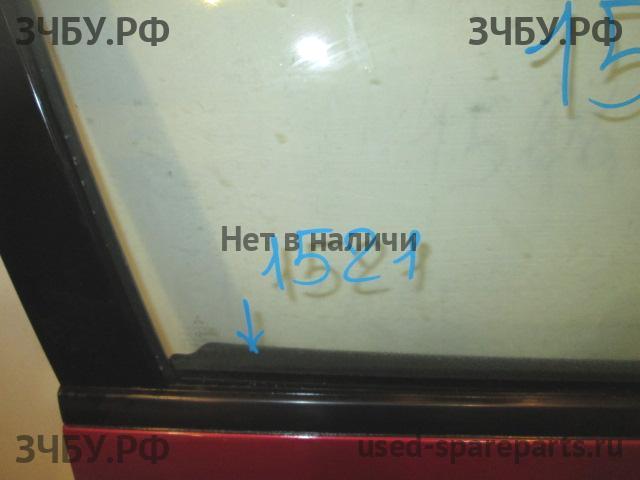 ЗЧБУ.РФ
ЗЧБУ.РФ
15
Нет в наличи
1521
ЗЧБУ.РФ
used-spareparts.ru